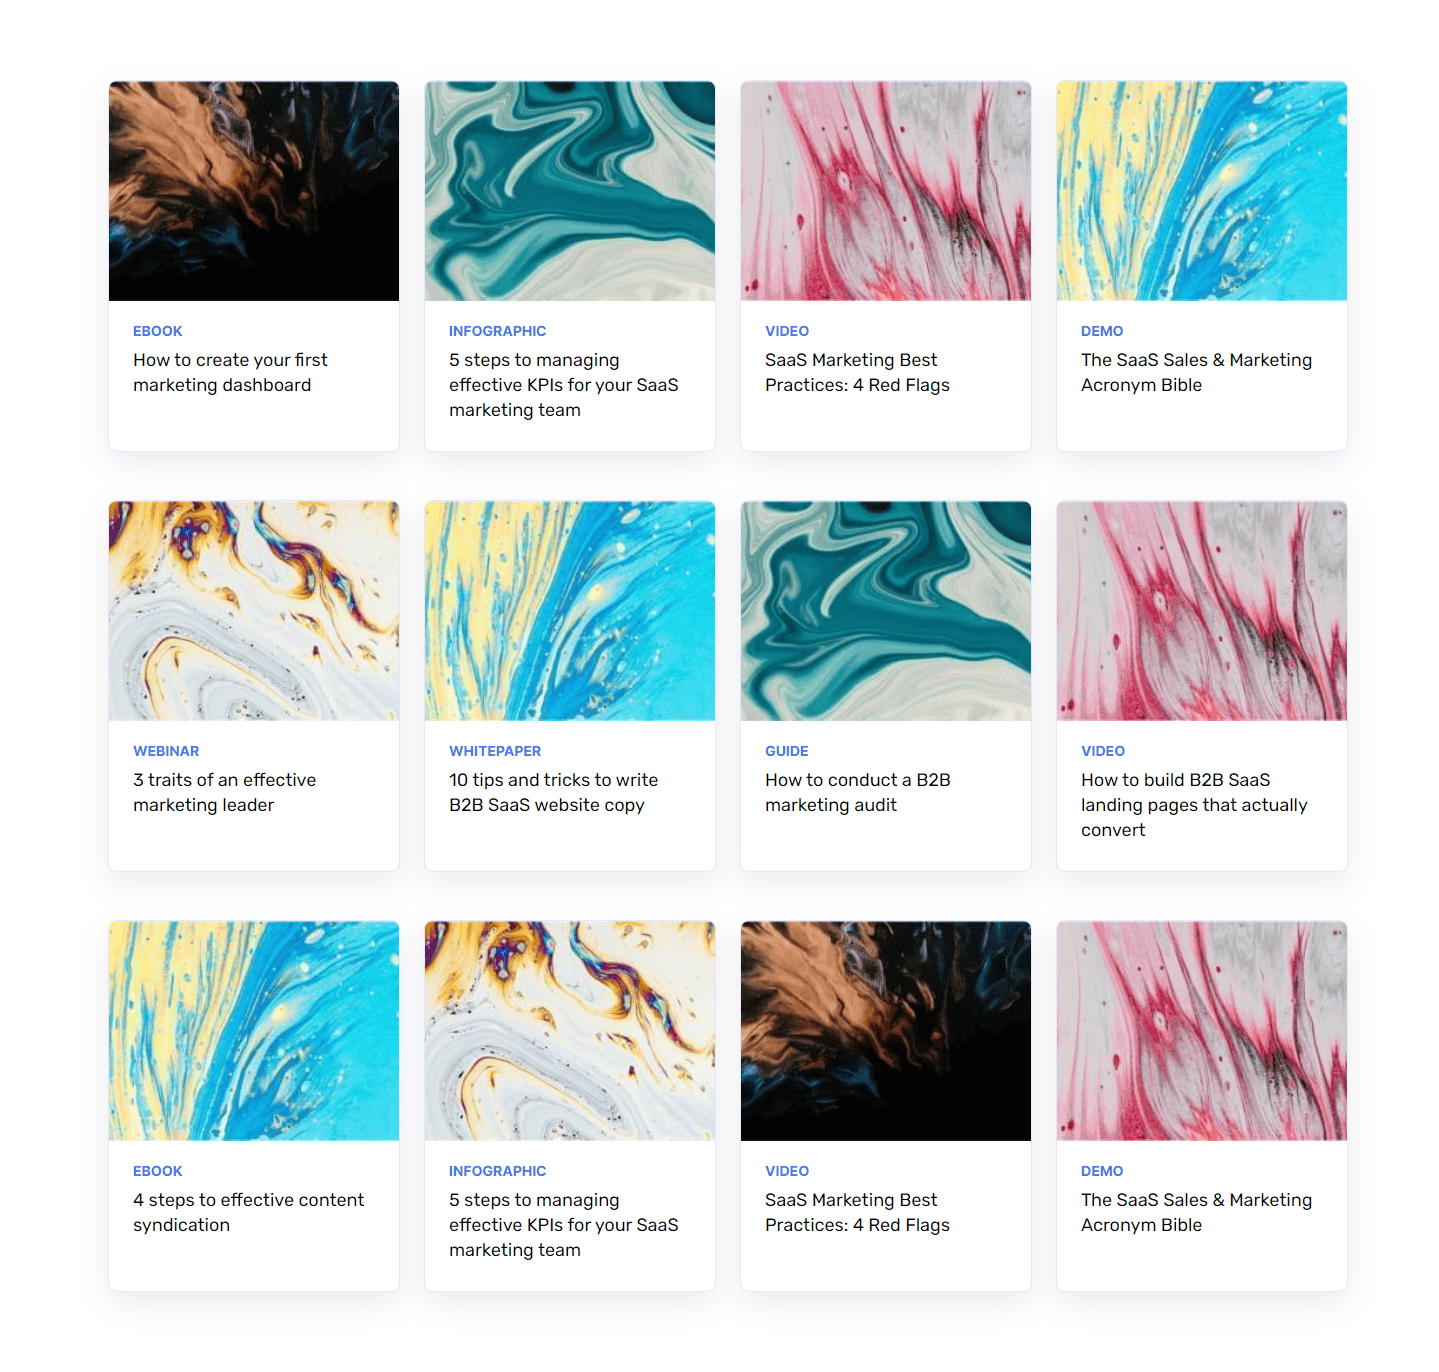 EBOOK
How to create your first
marketing dashboard
INFOGRAPHIC
5 steps to managing
effective KPIs for your SaaS
marketing team
VIDEO
SaaS Marketing Best
Practices: 4 Red Flags
DEMO
The SaaS Sales & Marketing
Acronym Bible
WEBINAR
3 traits of an effective
marketing leader
WHITEPAPER
10 tips and tricks to write
B2B SaaS website copy
GUIDE
How to conduct a B2B
marketing audit
VIDEO
How to build B2B SaaS
landing pages that actually
convert
EBOOK
4 steps to effective content
syndication
INFOGRAPHIC
5 steps to managing
effective KPIs for your SaaS
marketing team
VIDEO
SaaS Marketing Best
Practices: 4 Red Flags
DEMO
The SaaS Sales & Marketing
Acronym Bible